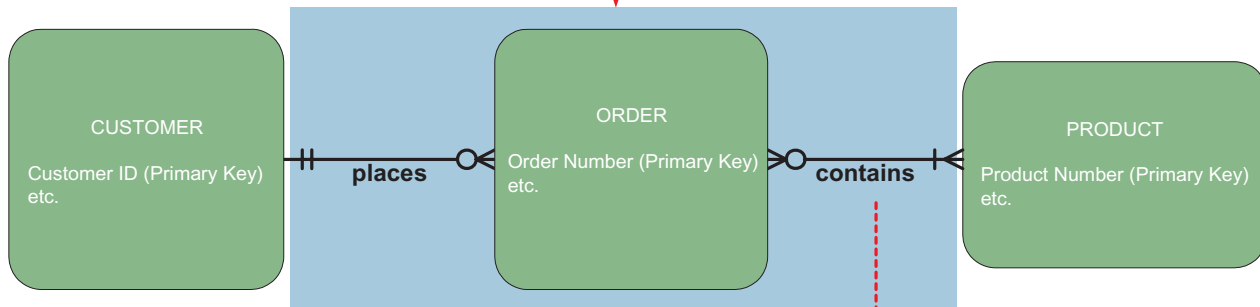 CUSTOMER
Customer ID (Primary Key)
etc.
places
ORDER
Order Number (Primary Key)
etc.
contains
PRODUCT
Product Number (Primary Key)
etc.